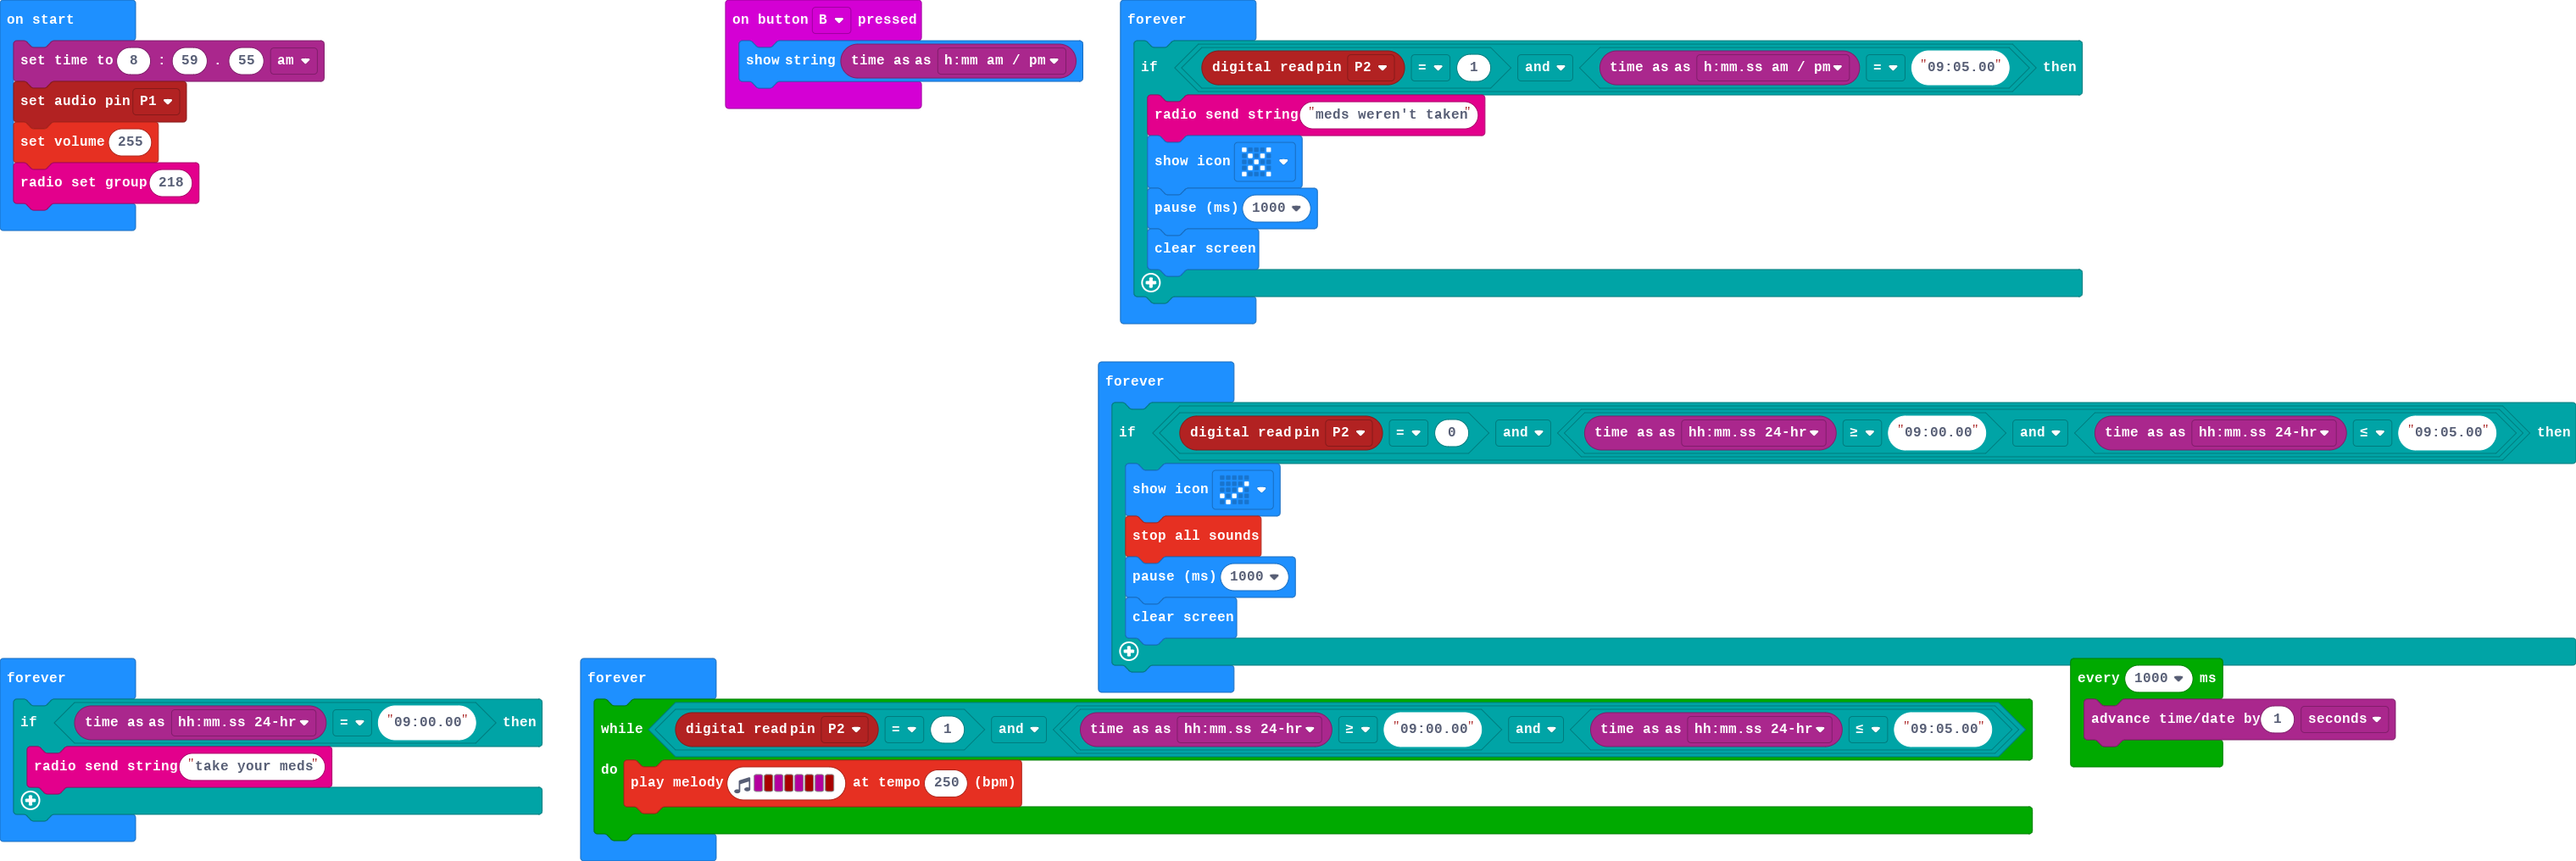 on start
set time to 8 : 59 . 55 am
set audio pin P1
set volume 255
radio set group 218
on button B pressed
show string time as as h:mm am / pm
forever
if digital read pin P2 = 1 and time as as h:mm.ss am / pm = "09:05.00" then
radio send string "meds weren't taken"
show icon
pause (ms) 1000
clear screen
forever
if digital read pin P2 = 0 and time as as hh:mm.ss 24-hr ≥ "09:00.00" and time as as hh:mm.ss 24-hr ≤ "09:05.00" then
show icon
stop all sounds
pause (ms) 1000
clear screen
forever
if time as as hh:mm.ss 24-hr = "09:00.00" then
radio send string "take your meds"
forever
while digital read pin P2 = 1 and time as as hh:mm.ss 24-hr ≥ "09:00.00" and time as as hh:mm.ss 24-hr ≤ "09:05.00"
do play melody at tempo 250 (bpm)
every 1000 ms
advance time/date by 1 seconds